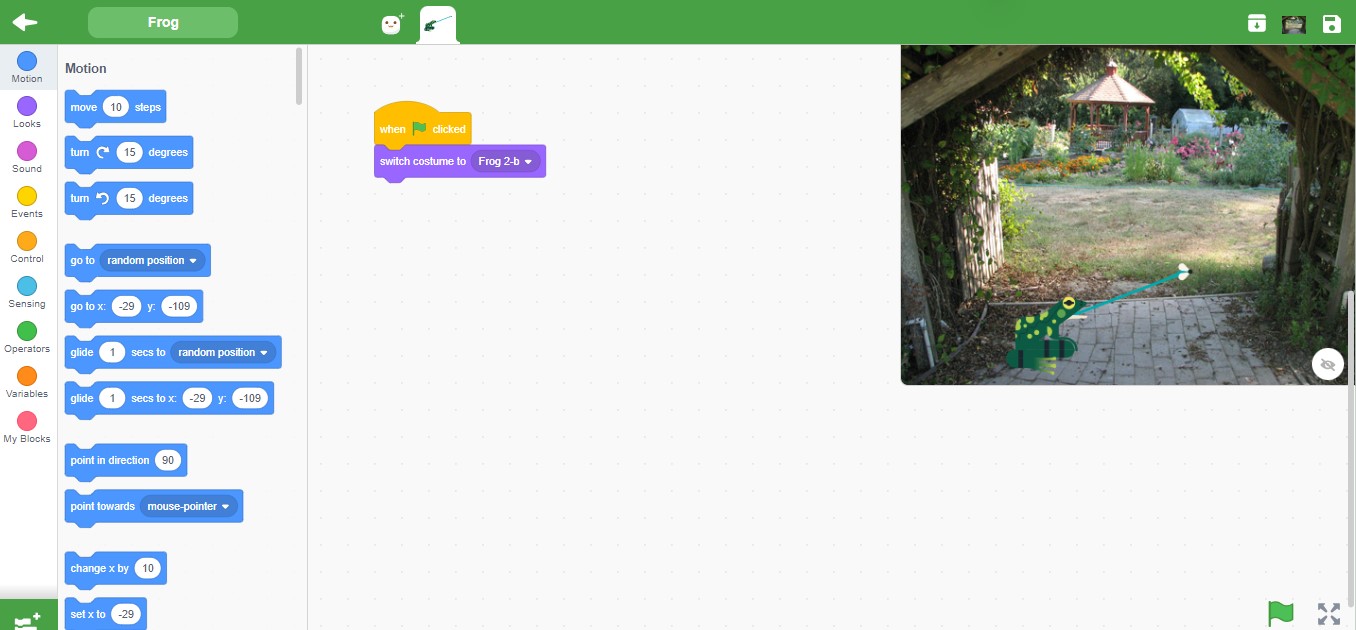 Frog
Motion
Looks
Sound
Events
Control
Sensing
Operators
Variables
My Blocks
Motion
move 10 steps
turn 15 degrees
turn 15 degrees
go to random position
go to x: -29 y: -109
glide 1 secs to random position
glide 1 secs to x: -29 y: -109
point in direction 90
point towards mouse-pointer
change x by 10
set x to -29
when clicked
switch costume to Frog 2-b